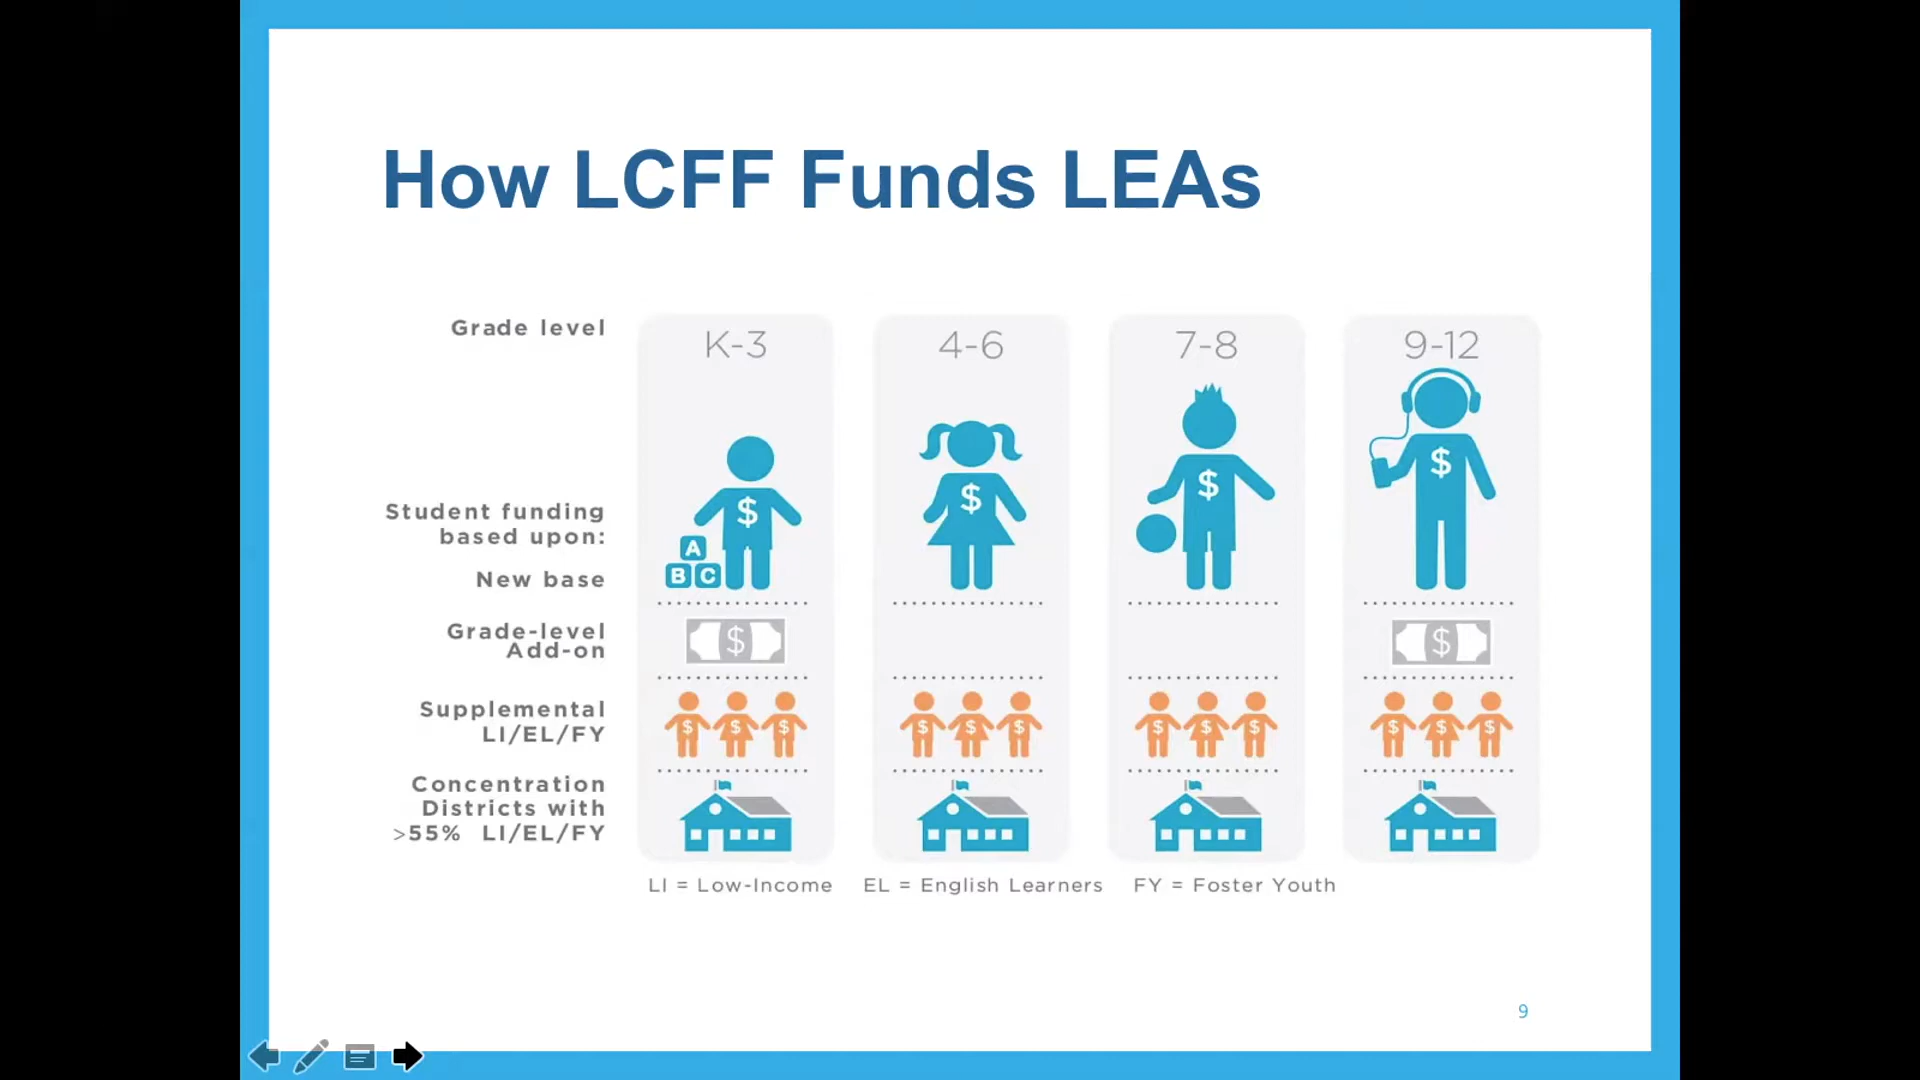 How LCFF Funds LEAs
Grade level
K-3
4-6
7-8
9-12
Student funding
based upon:
New base
$
$
$
$
A
B C
Grade-level
Add-on
$
$
Supplemental
LI/EL/FY
$ $ $
$ $ $
$ $ $
$ $ $
Concentration
Districts with
>55% LI/EL/FY
LI = Low-Income EL = English Learners FY = Foster Youth
9